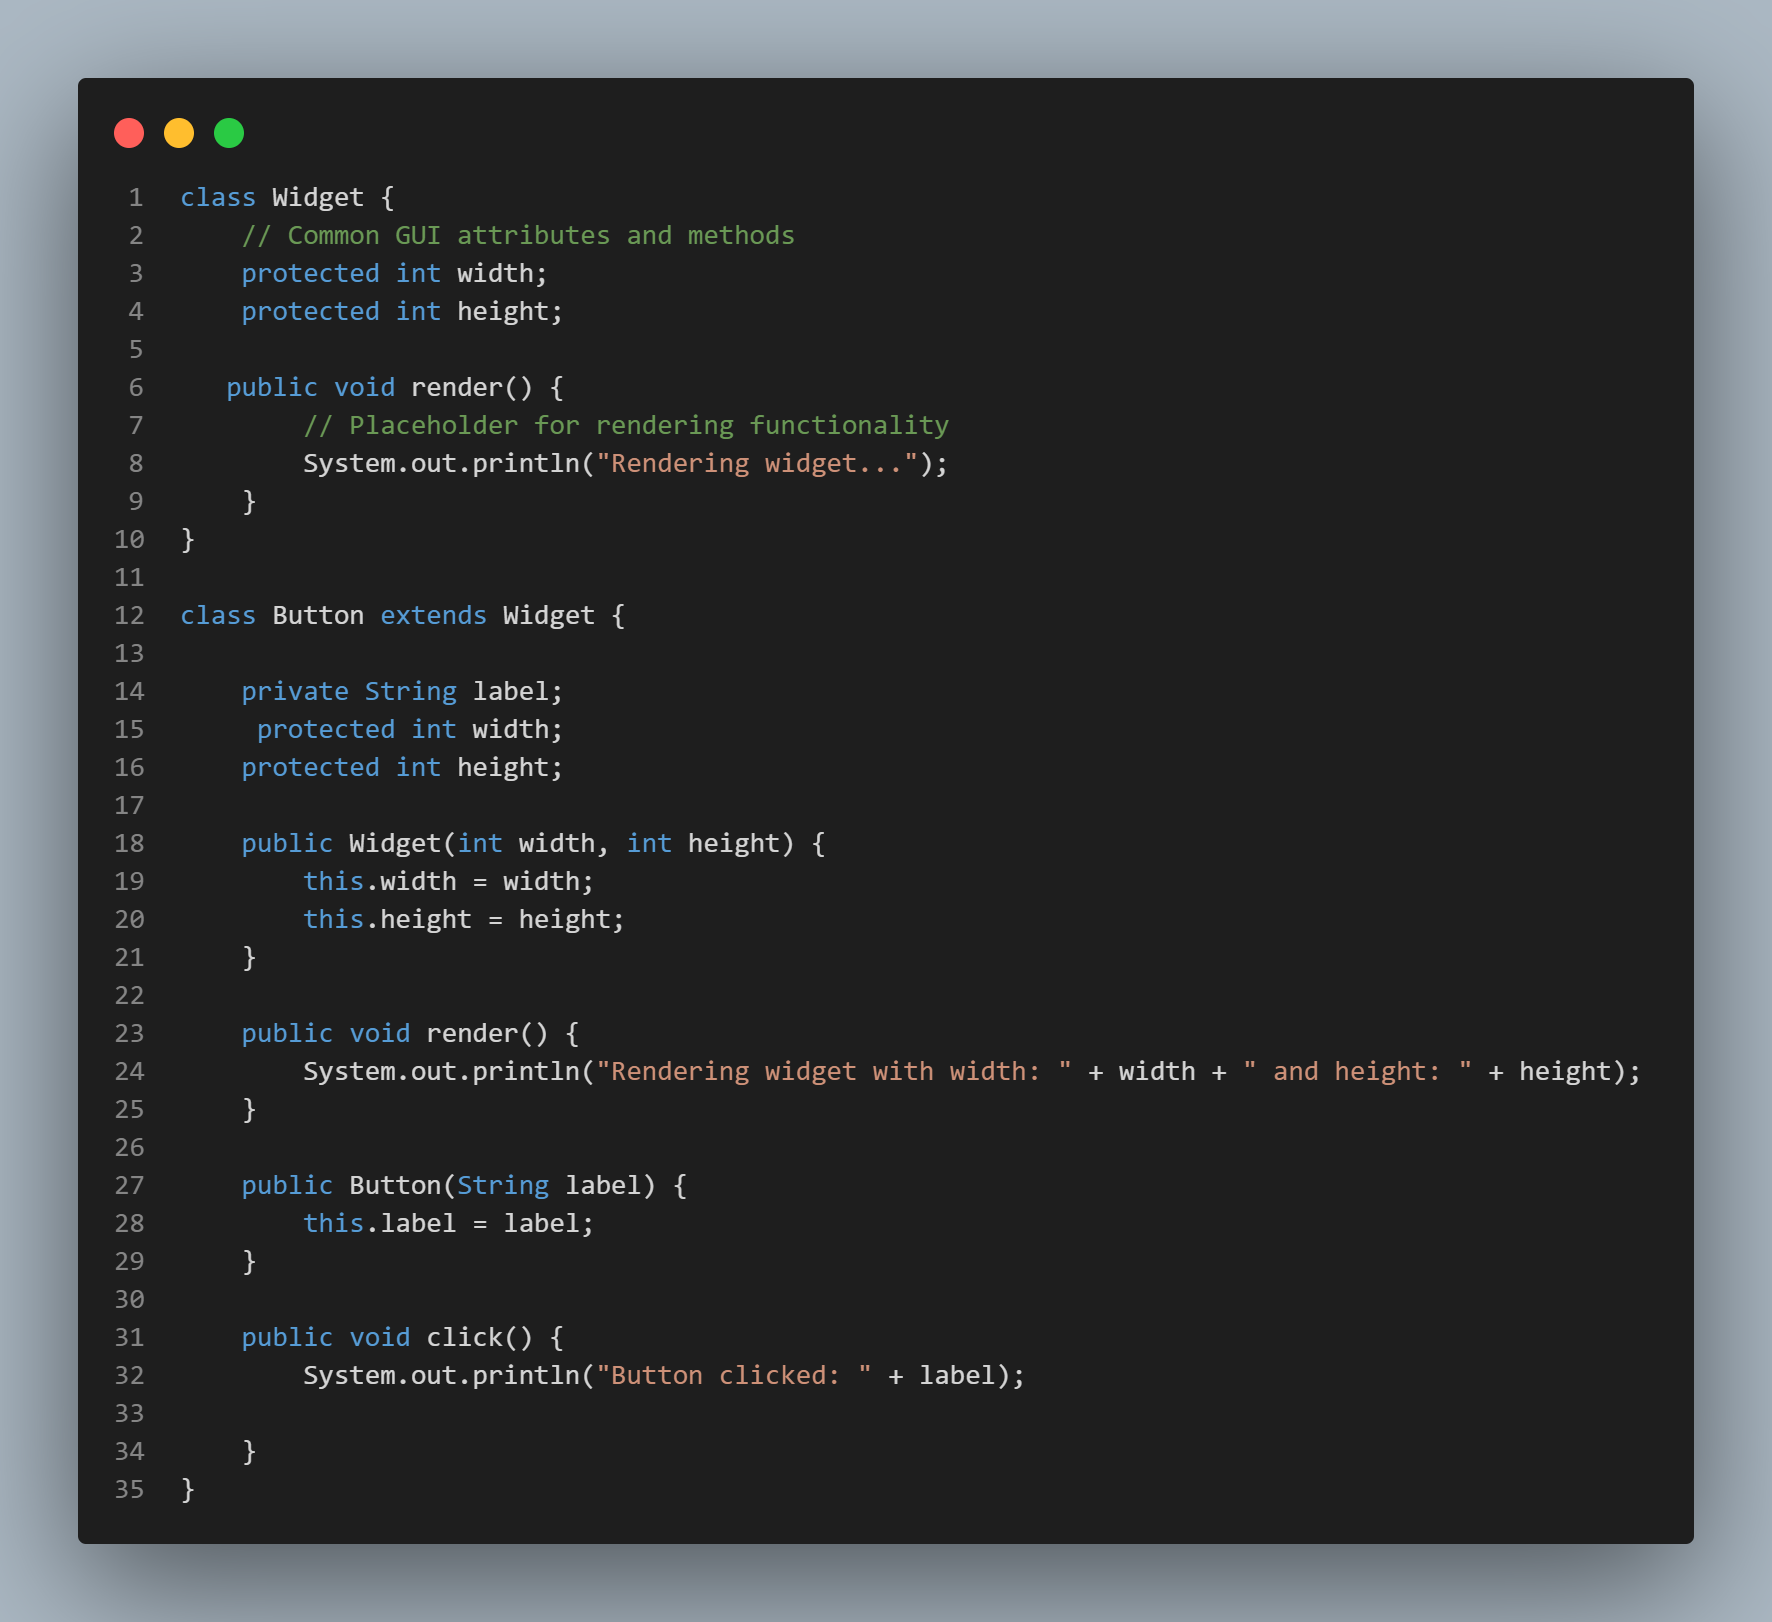 1 class Widget {
2     // Common GUI attributes and methods
3     protected int width;
4     protected int height;
5
6    public void render() {
7         // Placeholder for rendering functionality
8         System.out.println("Rendering widget...");
9     }
10 }
11
12 class Button extends Widget {
13
14     private String label;
15      protected int width;
16     protected int height;
17
18     public Widget(int width, int height) {
19         this.width = width;
20         this.height = height;
21     }
22
23     public void render() {
24         System.out.println("Rendering widget with width: " + width + " and height: " + height);
25     }
26
27     public Button(String label) {
28         this.label = label;
29     }
30
31     public void click() {
32         System.out.println("Button clicked: " + label);
33
34     }
35 }